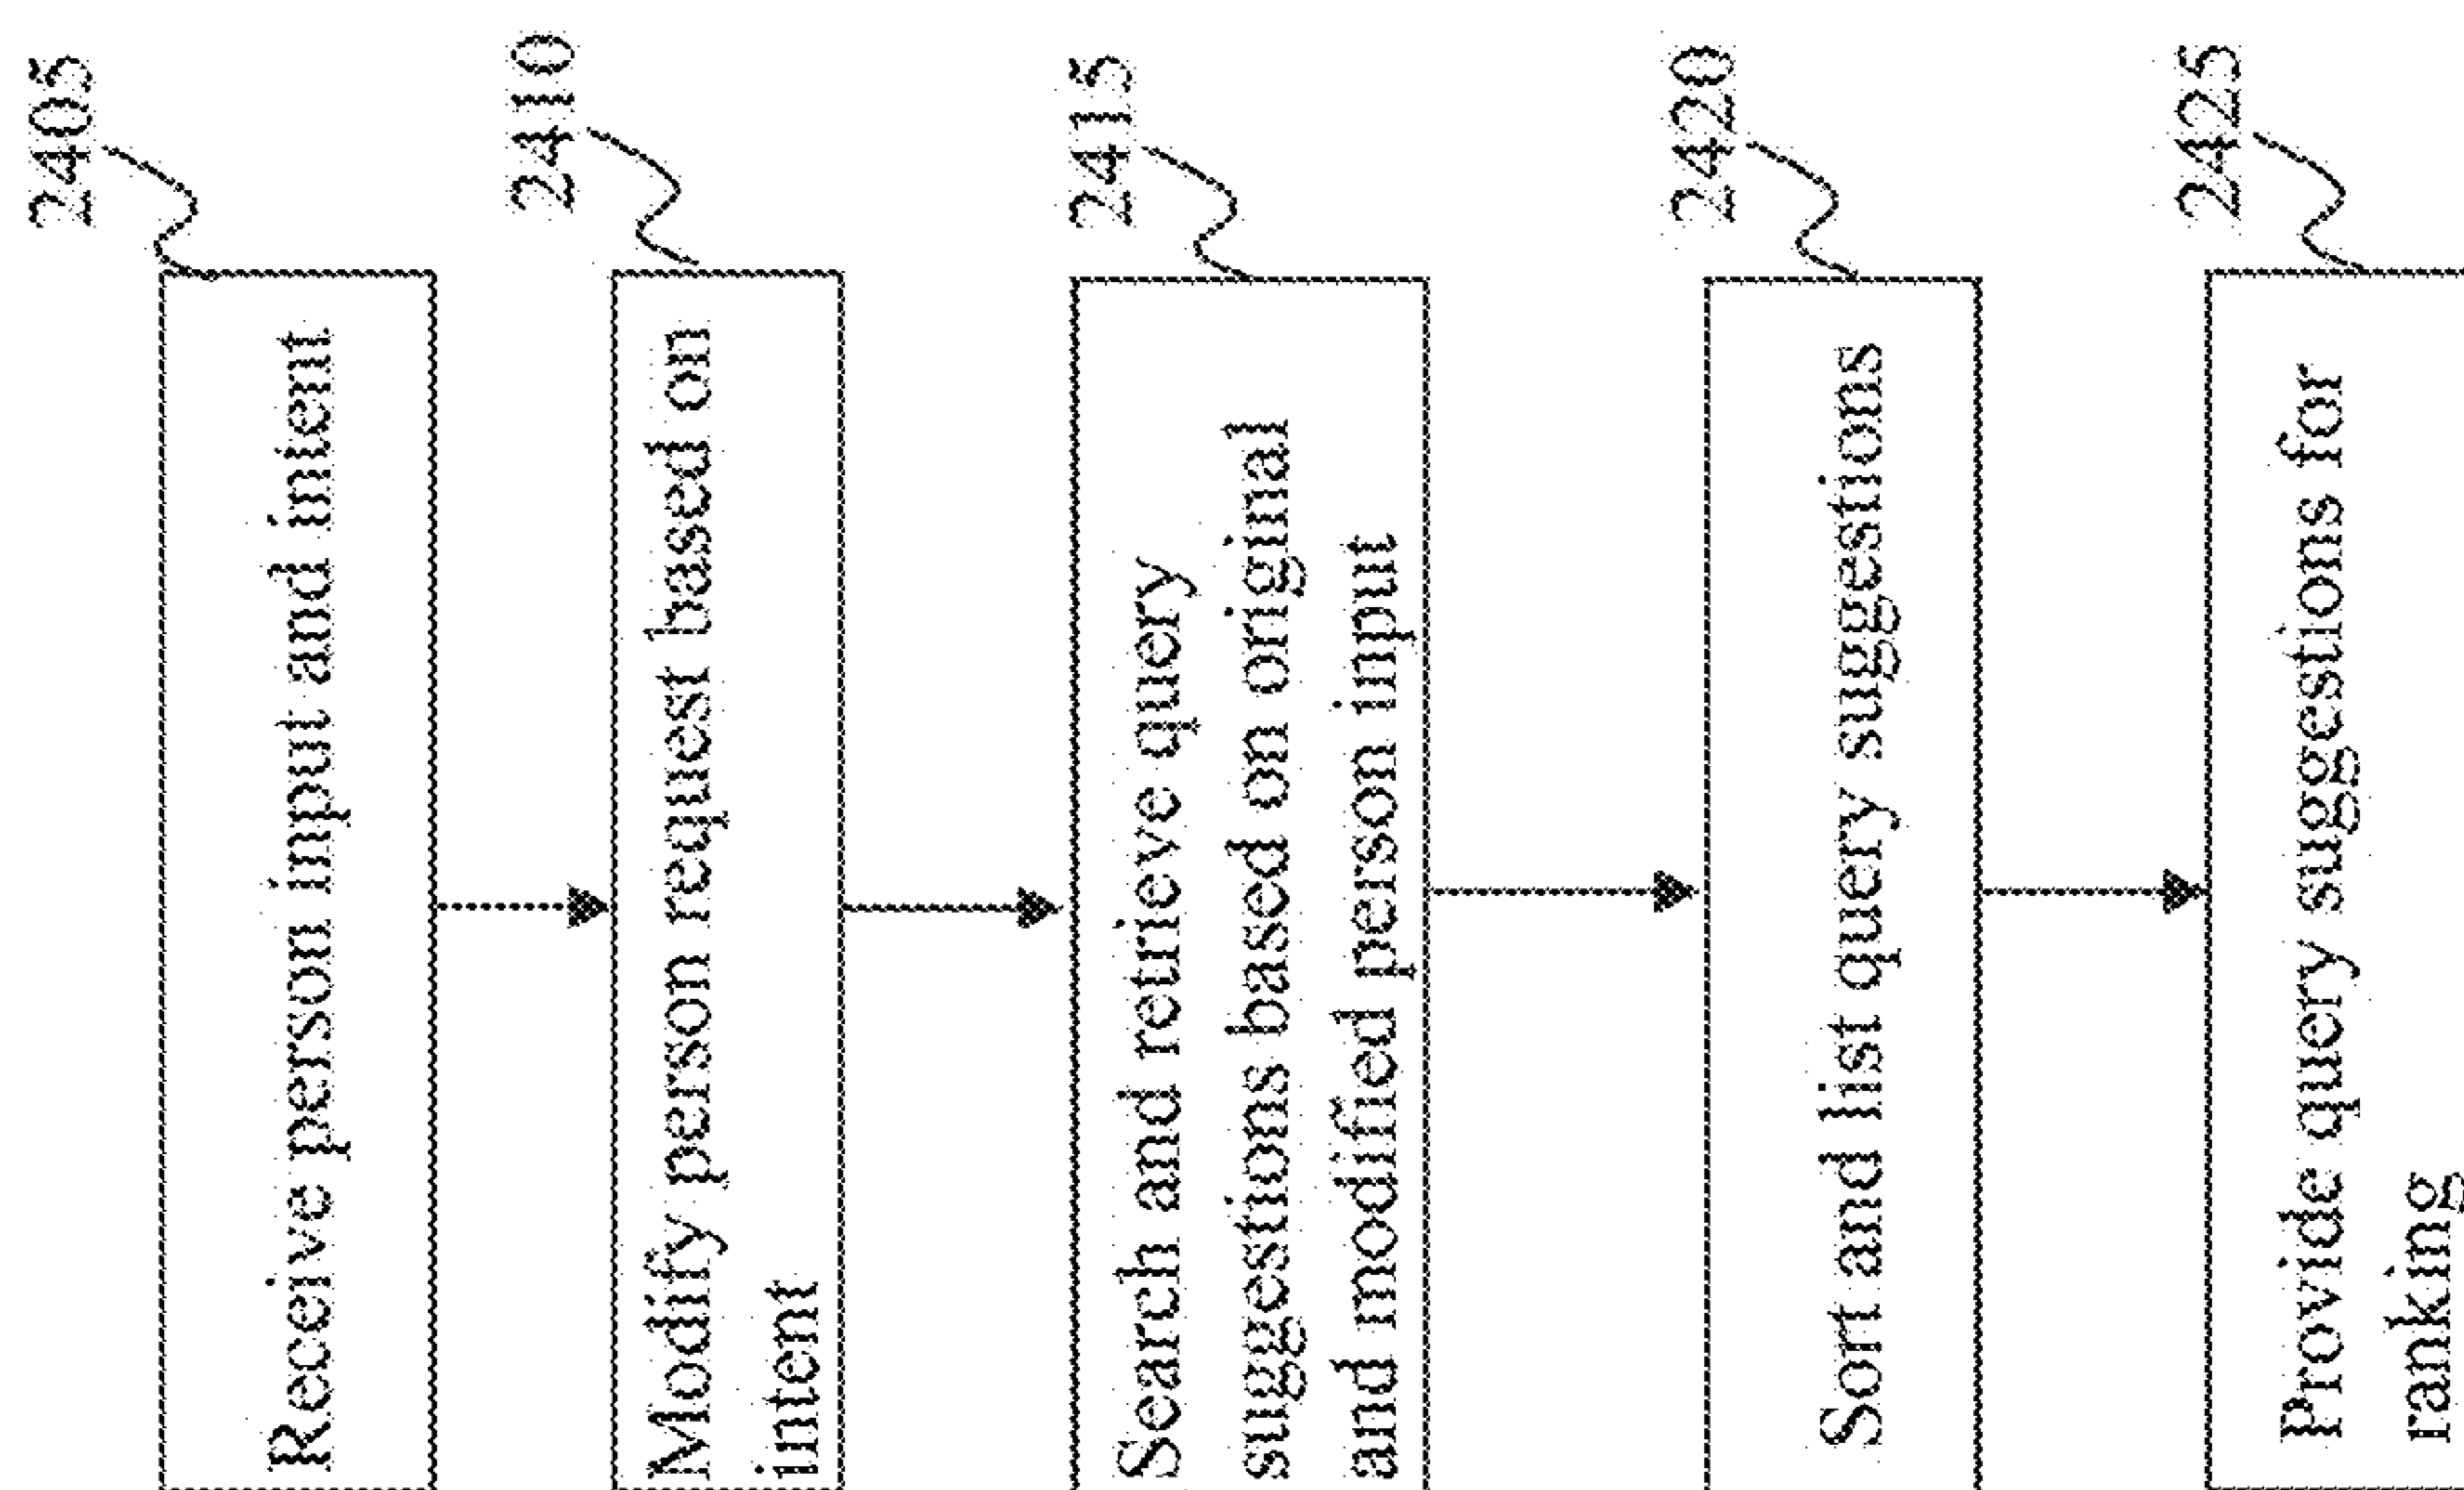 2405
Receive person input and intent
2410
Modify person request based on
intent
2415
Search and retrieve query
suggestions based on original
and modified person input
2420
Sort and list query suggestions
2425
Provide query suggestions for
ranking